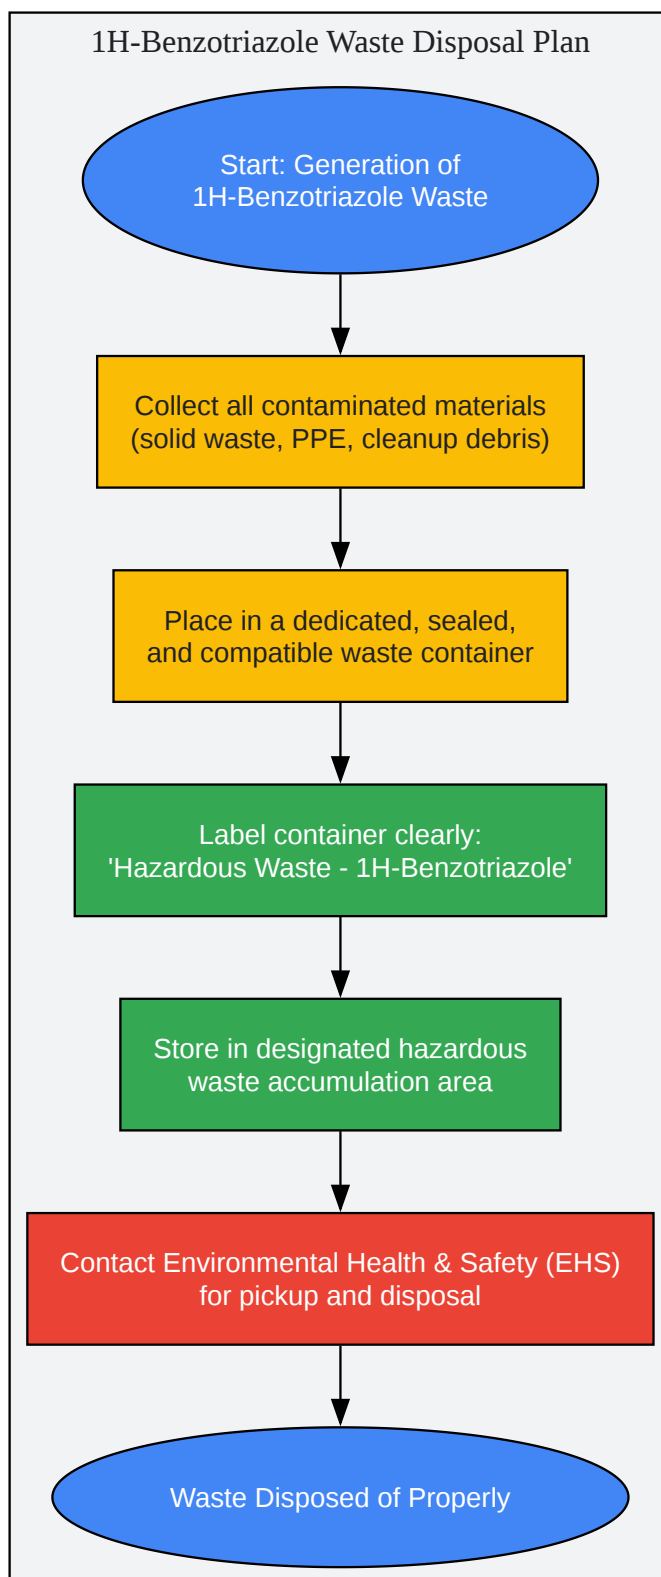 1H-Benzotriazole Waste Disposal Plan
Start: Generation of
1H-Benzotriazole Waste
Collect all contaminated materials
(solid waste, PPE, cleanup debris)
Place in a dedicated, sealed,
and compatible waste container
Label container clearly:
'Hazardous Waste - 1H-Benzotriazole'
Store in designated hazardous
waste accumulation area
Contact Environmental Health & Safety (EHS)
for pickup and disposal
Waste Disposed of Properly